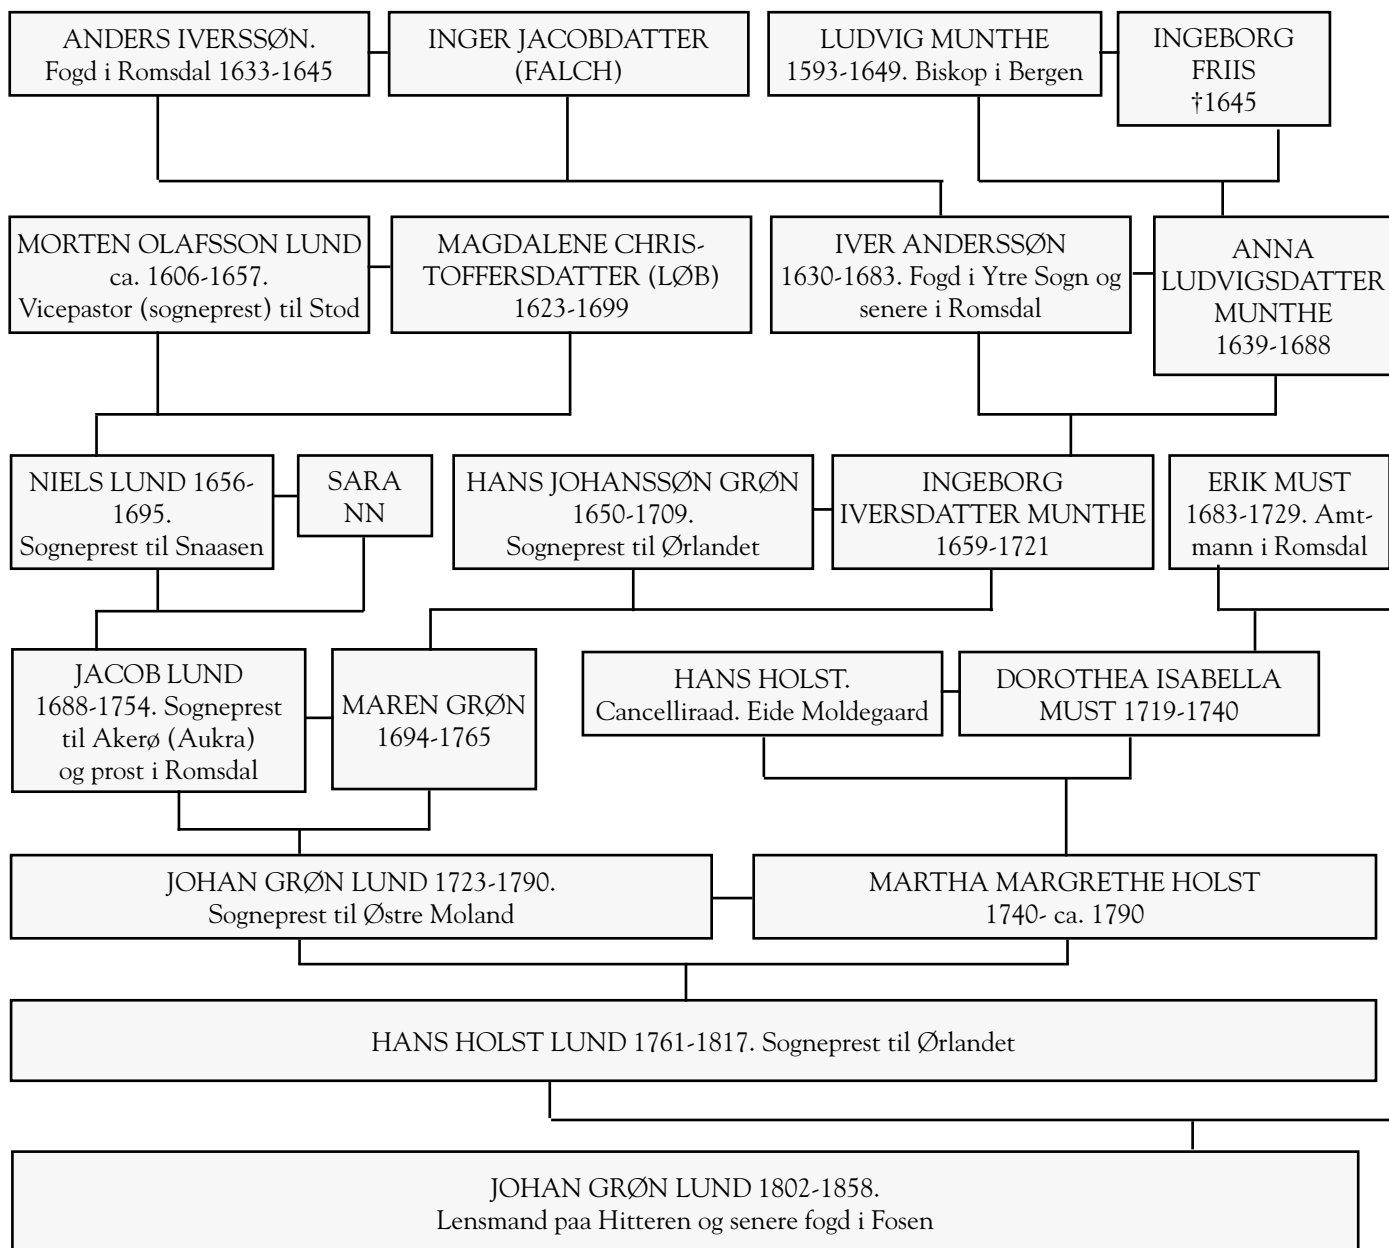 ANDERS IVERSSØN.
Fogd i Romsdal 1633-1645
INGER JACOBDATTER
(FALCH)
LUDVIG MUNTHE
1593-1649. Biskop i Bergen
INGEBORG
FRIIS
†1645
MORTEN OLAFSSON LUND
ca. 1606-1657.
Vicepastor (sogneprest) til Stod
MAGDALENE CHRIS-
TOFFERSDATTER (LØB)
1623-1699
IVER ANDERSSØN
1630-1683. Fogd i Ytre Sogn og
senere i Romsdal
ANNA
LUDVIGSDATTER
MUNTHE
1639-1688
NIELS LUND 1656-
1695.
Sogneprest til Snaasen
SARA
NN
HANS JOHANSSØN GRØN
1650-1709.
Sogneprest til Ørlandet
INGEBORG
IVERSDATTER MUNTHE
1659-1721
ERIK MUST
1683-1729. Amt-
mann i Romsdal
JACOB LUND
1688-1754. Sogneprest
til Akerø (Aukra)
og prost i Romsdal
MAREN GRØN
1694-1765
HANS HOLST.
Cancelliraad. Eide Moldegaard
DOROTHEA ISABELLA
MUST 1719-1740
JOHAN GRØN LUND 1723-1790.
Sogneprest til Østre Moland
MARTHA MARGRETHE HOLST
1740- ca. 1790
HANS HOLST LUND 1761-1817. Sogneprest til Ørlandet
JOHAN GRØN LUND 1802-1858.
Lensmand paa Hitteren og senere fogd i Fosen